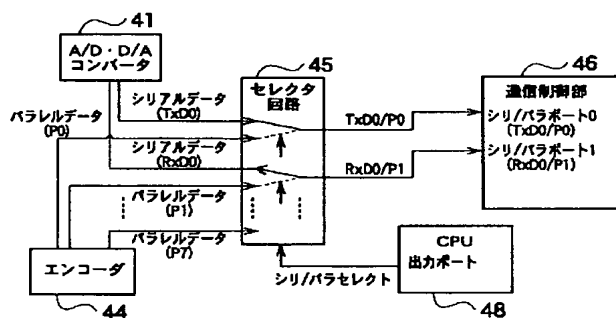 41
A/D・D/A
コンバータ
パラレルデータ
(P0)
シリアルデータ
(TxD0)
シリアルデータ
(RxD0)
パラレルデータ
(P1)
パラレルデータ
(P7)
エンコーダ
44
45
セレクタ
回路
TxD0/P0
RxD0/P1
46
通信制御部
シリ/パラポート0
(TxD0/P0)
シリ/パラポート1
(RxD0/P1)
シリ/パラセレクト
CPU
出力ポート
48